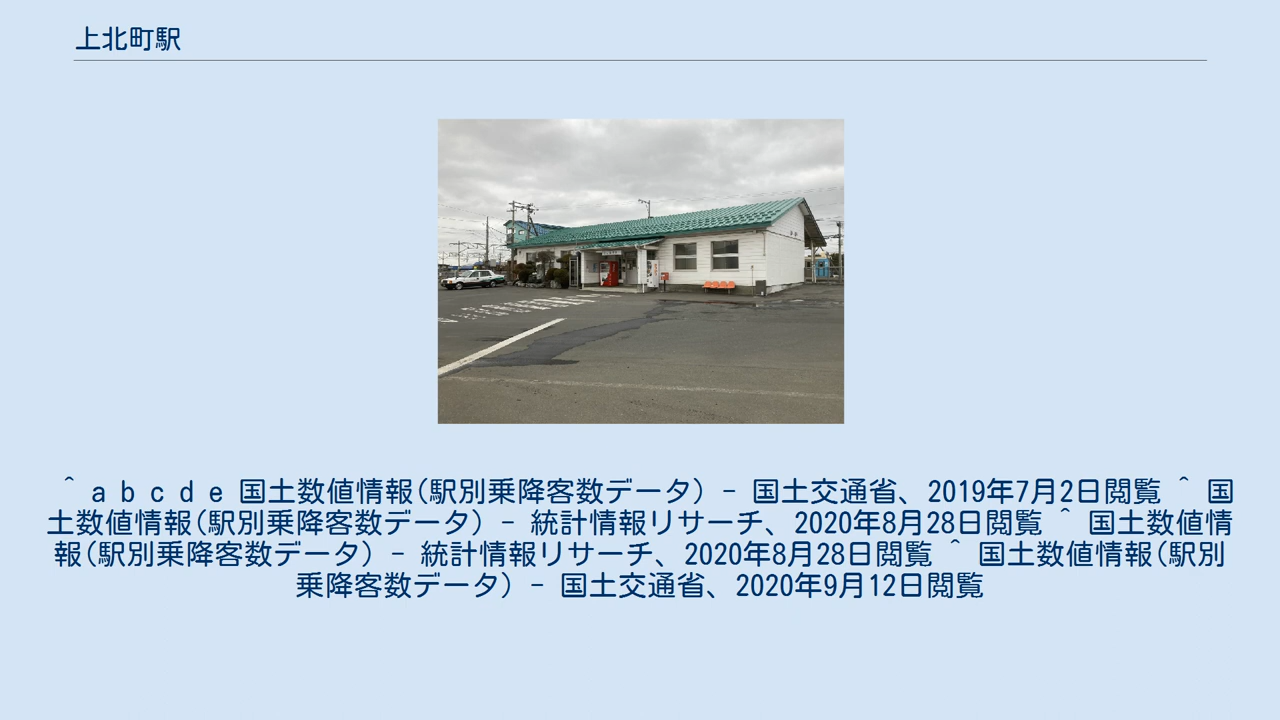 上北町駅
^ a b c d e 国土数値情報(駅別乗降客数データ) - 国土交通省、2019年7月2日閲覧 ^ 国
土数値情報(駅別乗降客数データ) - 統計情報リサーチ、2020年8月28日閲覧 ^ 国土数値情
報(駅別乗降客数データ) - 統計情報リサーチ、2020年8月28日閲覧 ^ 国土数値情報(駅別
乗降客数データ) - 国土交通省、2020年9月12日閲覧